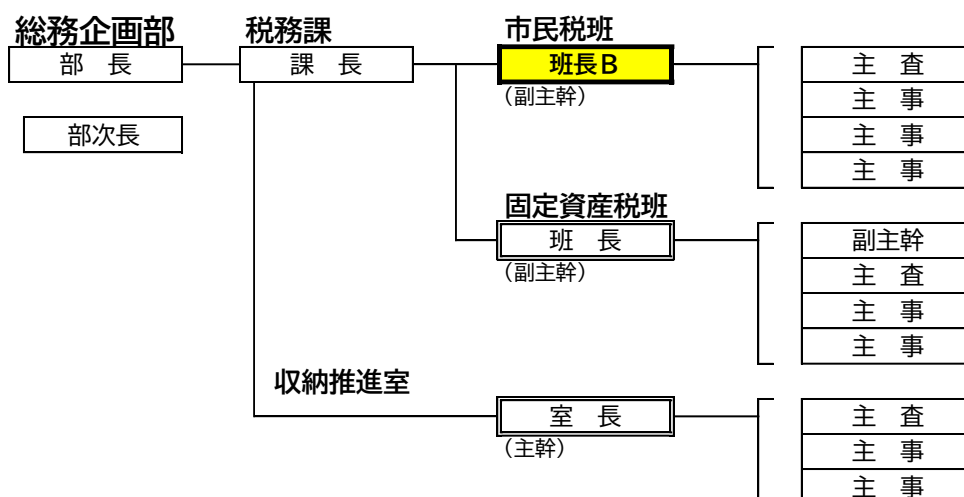 総務企画部 税務課 市民税班
部　長 課　長 班長B 主　査
(副主幹) 主　事
部次長 主　事
主　事
固定資産税班
班　長 副主幹
(副主幹) 主　査
主　事
主　事
収納推進室
室　長 主　査
(主幹) 主　事
主　事